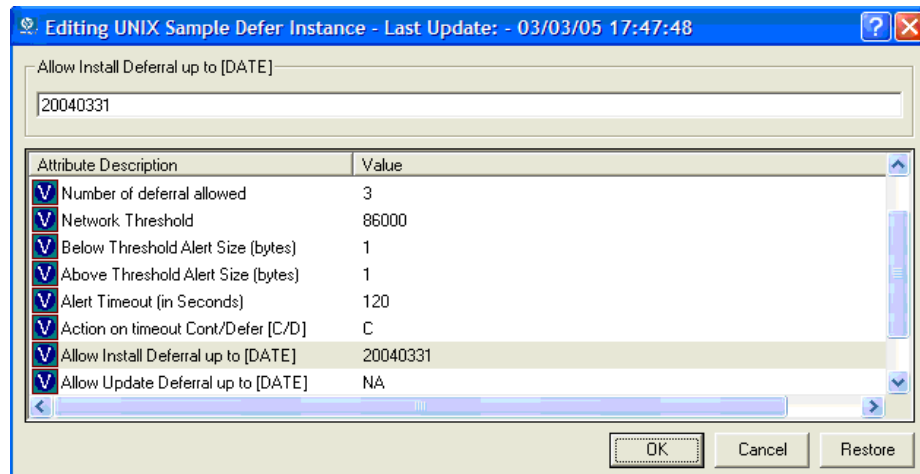 Editing UNIX Sample Defer Instance - Last Update: - 03/03/05 17:47:48
Allow Install Deferral up to [DATE]
20040331
Attribute Description Value
V Number of deferral allowed 3
V Network Threshold 86000
V Below Threshold Alert Size (bytes) 1
V Above Threshold Alert Size (bytes) 1
V Alert Timeout (in Seconds) 120
V Action on timeout Cont/Defer [C/D] C
V Allow Install Deferral up to [DATE] 20040331
V Allow Update Deferral up to [DATE] NA
OK Cancel Restore